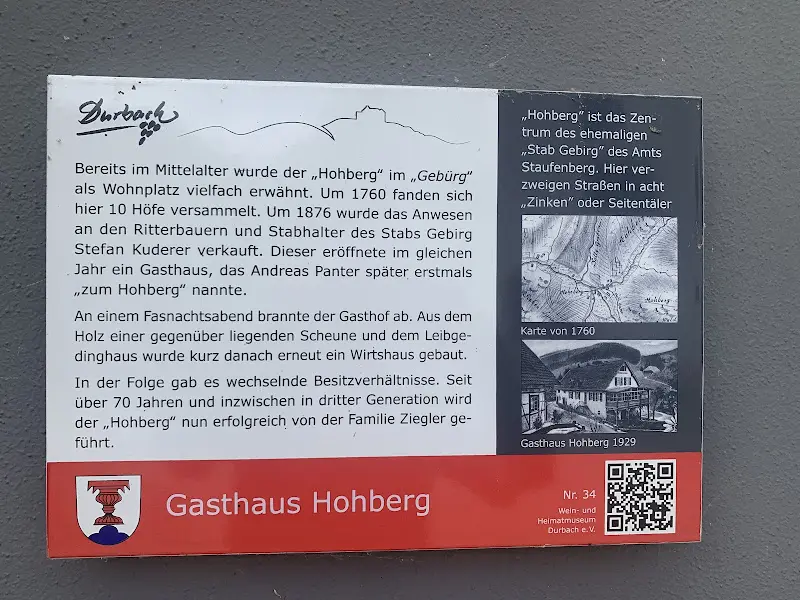 Durbach
Bereits im Mittelalter wurde der „Hohberg“ im „Gebürg“
als Wohnplatz vielfach erwähnt. Um 1760 fanden sich
hier 10 Höfe versammelt. Um 1876 wurde das Anwesen
an den Ritterbauern und Stabhalter des Stabs Gebirg
Stefan Kuderer verkauft. Dieser eröffnete im gleichen
Jahr ein Gasthaus, das Andreas Panter später erstmals
„zum Hohberg“ nannte.
An einem Fasnachtsabend brannte der Gasthof ab. Aus dem
Holz einer gegenüber liegenden Scheune und dem Leibge-
dinghaus wurde kurz danach erneut ein Wirtshaus gebaut.
In der Folge gab es wechselnde Besitzverhältnisse. Seit
über 70 Jahren und inzwischen in dritter Generation wird
der „Hohberg“ nun erfolgreich von der Familie Ziegler ge-
führt.
„Hohberg“ ist das Zen-
trum des ehemaligen
„Stab Gebirg“ des Amts
Staufenberg. Hier ver-
zweigen Straßen in acht
„Zinken“ oder Seitentäler
Karte von 1760
Gasthaus Hohberg 1929
Gasthaus Hohberg
Nr. 34
Wein- und
Heimatmuseum
Durbach e.V.